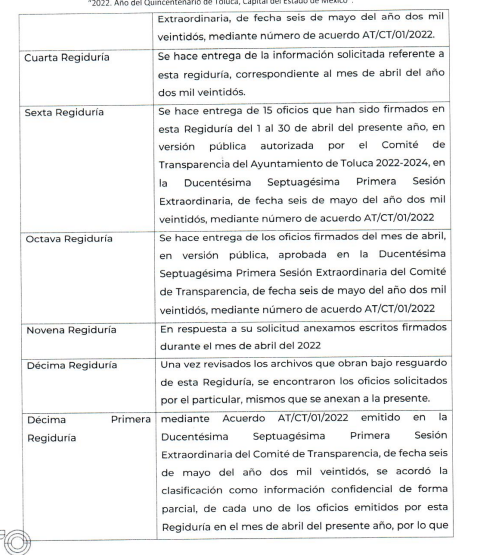 "2022. Año del Quincentenario de Toluca, Capital del Estado de México".
Extraordinaria, de fecha seis de mayo del año dos mil
veintidós, mediante número de acuerdo AT/CT/01/2022.
Cuarta Regiduría
Se hace entrega de la información solicitada referente a
esta regiduría, correspondiente al mes de abril del año
dos mil veintidós.
Sexta Regiduría
Se hace entrega de 15 oficios que han sido firmados en
esta Regiduría del 1 al 30 de abril del presente año, en
versión pública autorizada por el Comité de
Transparencia del Ayuntamiento de Toluca 2022-2024, en
la Ducentésima Septuagésima Primera Sesión
Extraordinaria, de fecha seis de mayo del año dos mil
veintidós, mediante número de acuerdo AT/CT/01/2022
Octava Regiduría
Se hace entrega de los oficios firmados del mes de abril,
en versión pública, aprobada en la Ducentésima
Septuagésima Primera Sesión Extraordinaria del Comité
de Transparencia, de fecha seis de mayo del año dos mil
veintidós, mediante número de acuerdo AT/CT/01/2022
Novena Regiduría
En respuesta a su solicitud anexamos escritos firmados
durante el mes de abril del 2022
Décima Regiduría
Una vez revisados los archivos que obran bajo resguardo
de esta Regiduría, se encontraron los oficios solicitados
por el particular, mismos que se anexan a la presente.
Décima Primera
Regiduría
mediante Acuerdo AT/CT/01/2022 emitido en la
Ducentésima Septuagésima Primera Sesión
Extraordinaria del Comité de Transparencia, de fecha seis
de mayo del año dos mil veintidós, se acordó la
clasificación como información confidencial de forma
parcial, de cada uno de los oficios emitidos por esta
Regiduría en el mes de abril del presente año, por lo que